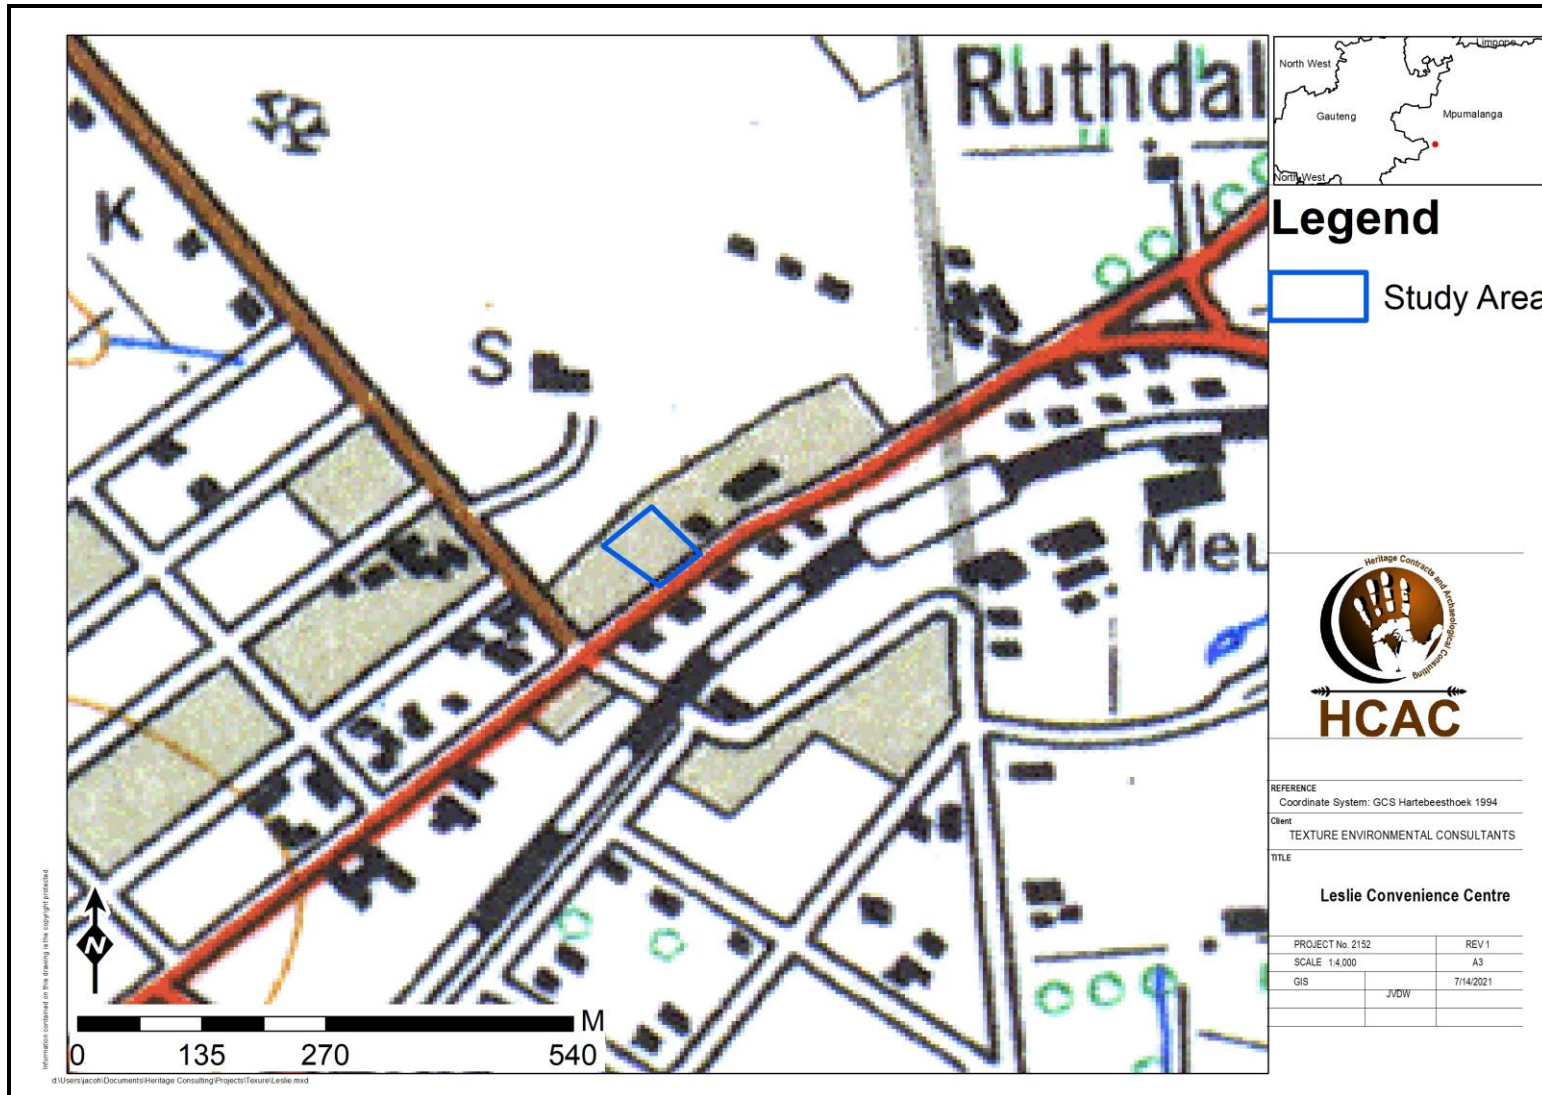 Ruthdal
K
S
Meu
N
0 135 270 540
M
Information contained on this drawing is the copyright protected.
d:\Users\jacoh\Documents\Heritage Consulting\Projects\Texure\Leslie.mxd
Limpopo
North West
Gauteng
Mpumalanga
North West
Legend
Study Area
Heritage Contracts and Archaeological Consulting
HCAC
REFERENCE
Coordinate System: GCS Hartebeesthoek 1994
Client
TEXTURE ENVIRONMENTAL CONSULTANTS
TITLE
Leslie Convenience Centre
PROJECT No. 2152 REV 1
SCALE 1:4,000 A3
GIS JVDW 7/14/2021